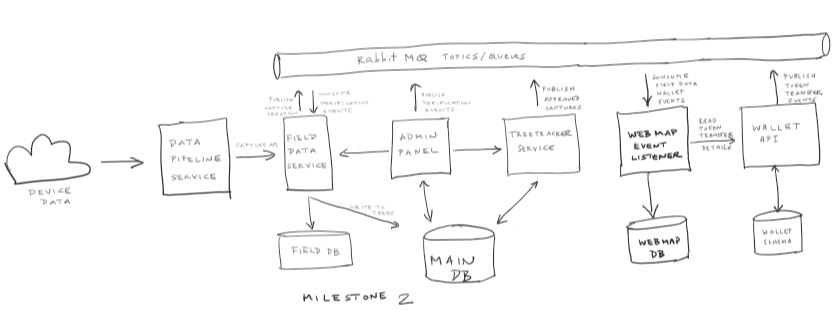 Rabbit MQ TOPICS/QUEUES
PUBLISH
CAPTURE
CREATION
CONSUME
VERIFICATION
EVENTS
PUBLISH
VERIFICATION
EVENTS
PUBLISH
APPROVED
CAPTURES
CONSUME
FIELD DATA
WALLET
EVENTS
PUBLISH
TOKEN
TRANSFER
EVENTS
DEVICE
DATA
DATA
PIPELINE
SERVICE
CAPTURE API
FIELD
DATA
SERVICE
ADMIN
PANEL
TREETRACKER
SERVICE
WEB MAP
EVENT
LISTENER
READ
TOKEN
TRANSFER
DETAILS
WALLET
API
WRITE TO
TREES
FIELD DB
MAIN
DB
WEBMAP
DB
WALLET
SCHEMA
MILESTONE 2